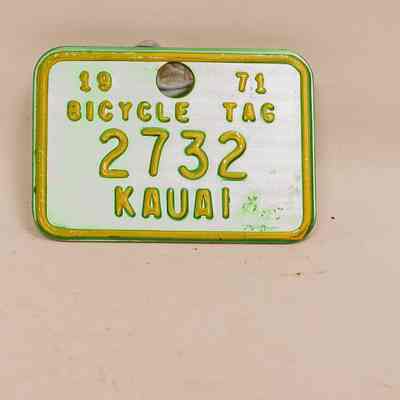 19 71
BICYCLE TAG
2732
KAUAI